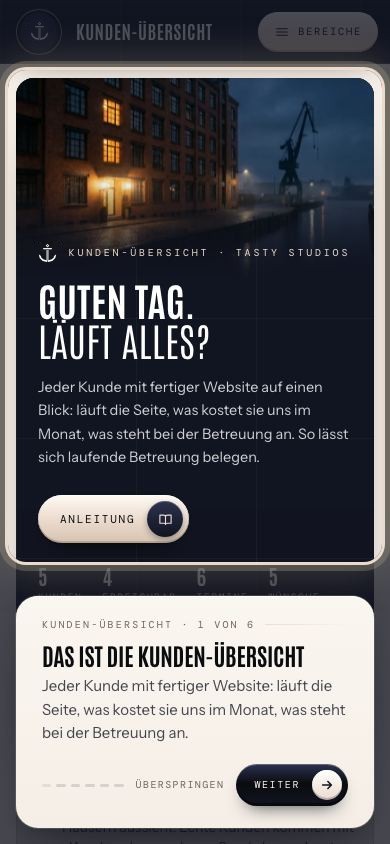 KUNDEN-ÜBERSICHT
BEREICHE
KUNDEN-ÜBERSICHT · TASTY STUDIOS
GUTEN TAG.
LÄUFT ALLES?
Jeder Kunde mit fertiger Website auf einen
Blick: läuft die Seite, was kostet sie uns im
Monat, was steht bei der Betreuung an. So lässt
sich laufende Betreuung belegen.
ANLEITUNG
5 4 6 5
KUNDEN-ÜBERSICHT · 1 VON 6
DAS IST DIE KUNDEN-ÜBERSICHT
Jeder Kunde mit fertiger Website: läuft die
Seite, was kostet sie uns im Monat, was steht
bei der Betreuung an.
ÜBERSPRINGEN
WEITER